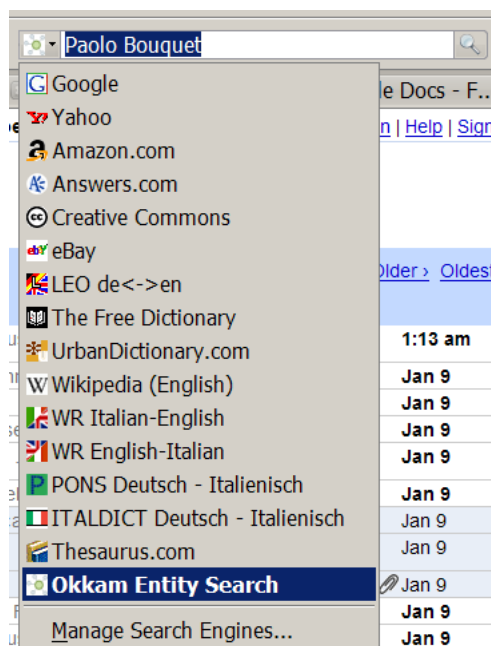 Paolo Bouquet
Google
Yahoo
Amazon.com
Answers.com
Creative Commons
eBay
LEO de<->en
The Free Dictionary
UrbanDictionary.com
Wikipedia (English)
WR Italian-English
WR English-Italian
PONS Deutsch - Italienisch
ITALDICT Deutsch - Italienisch
Thesaurus.com
Okkam Entity Search
Manage Search Engines...
le Docs - F...
n | Help | Sign
Older › Oldest
1:13 am
Jan 9
Jan 9
Jan 9
Jan 9
Jan 9
Jan 9
Jan 9
Jan 9
Jan 9
Jan 9